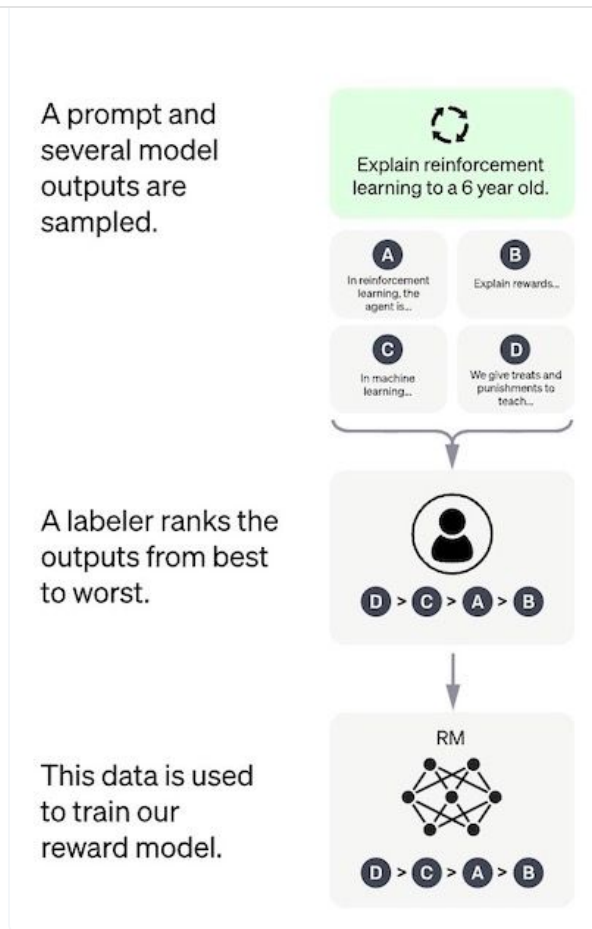 A prompt and
several model
outputs are
sampled.
Explain reinforcement
learning to a 6 year old.
A
In reinforcement
learning, the
agent is...
B
Explain rewards...
C
In machine
learning...
D
We give treats and
punishments to
teach...
A labeler ranks the
outputs from best
to worst.
D > C > A > B
This data is used
to train our
reward model.
RM
D > C > A > B